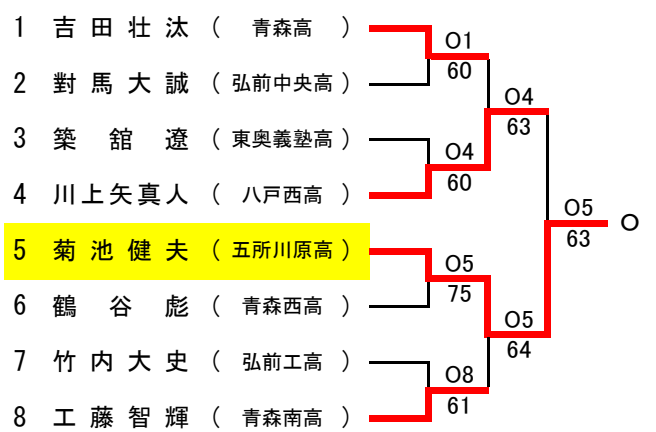 1 吉田壮汰 ( 青森高 )
O1
60
2 對馬大誠 ( 弘前中央高 )
O4
63
3 築舘遼 ( 東奥義塾高 )
O4
60
4 川上矢真人 ( 八戸西高 )
O5 O
63
5 菊池健夫 ( 五所川原高 )
O5
75
6 鶴谷彪 ( 青森西高 )
O5
64
7 竹内大史 ( 弘前工高 )
O8
61
8 工藤智輝 ( 青森南高 )